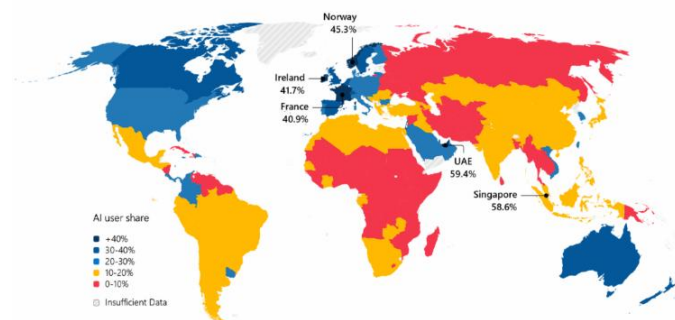 Norway
45.3%
Ireland
41.7%
France
40.9%
UAE
59.4%
Singapore
58.6%
AI user share
+40%
30-40%
20-30%
10-20%
0-10%
Insufficient Data